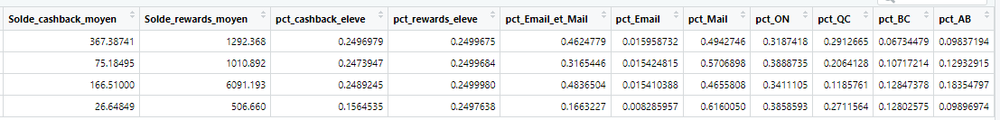 Solde_cashback_moyen Solde_rewards_moyen pct_cashback_eleve pct_rewards_eleve pct_Email_et_Mail pct_Email pct_Mail pct_ON pct_QC pct_BC pct_AB
367.38741 1292.368 0.2496979 0.2499675 0.4624779 0.015958732 0.4942746 0.3187418 0.2912665 0.06734479 0.09837194
75.18495 1010.892 0.2473947 0.2499684 0.3165446 0.015424815 0.5706898 0.3888735 0.2064128 0.10717214 0.12932915
166.51000 6091.193 0.2489245 0.2499980 0.4836504 0.015410388 0.4655808 0.3411105 0.1185761 0.12847378 0.18354797
26.64849 506.660 0.1564535 0.2497638 0.1663227 0.008285957 0.6160050 0.3858593 0.2711564 0.12802575 0.09896974